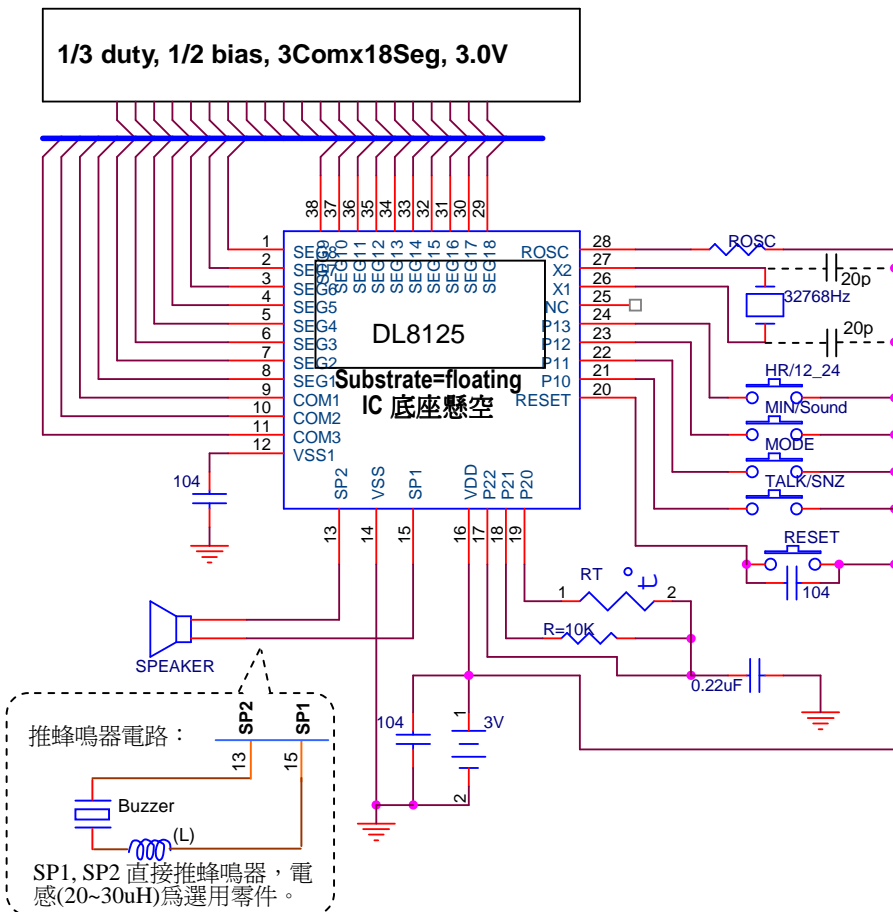 1/3 duty, 1/2 bias, 3Comx18Seg, 3.0V
38
37
36
35
34
33
32
31
30
29
SEG9
SEG10
SEG11
SEG12
SEG13
SEG14
SEG15
SEG16
SEG17
SEG18
1
SEG8
2
SEG7
3
SEG6
4
SEG5
5
SEG4
6
SEG3
7
SEG2
8
SEG1
9
COM1
10
COM2
11
COM3
12
VSS1
ROSC
28
X2
27
X1
26
NC
25
P13
24
P12
23
P11
22
P10
21
RESET
20
DL8125
Substrate=floating
IC 底座懸空
SP2
VSS
SP1
VDD
P22
P21
P20
13
14
15
16
17
18
19
ROSC
20p
32768Hz
20p
HR/12_24
MIN/Sound
MODE
TALK/SNZ
RESET
104
104
SPEAKER
RT
t
1
2
R=10K
0.22uF
104
1
3V
2
推蜂鳴器電路：
SP2
SP1
13
15
Buzzer
(L)
SP1, SP2 直接推蜂鳴器，電
感(20~30uH)爲選用零件。